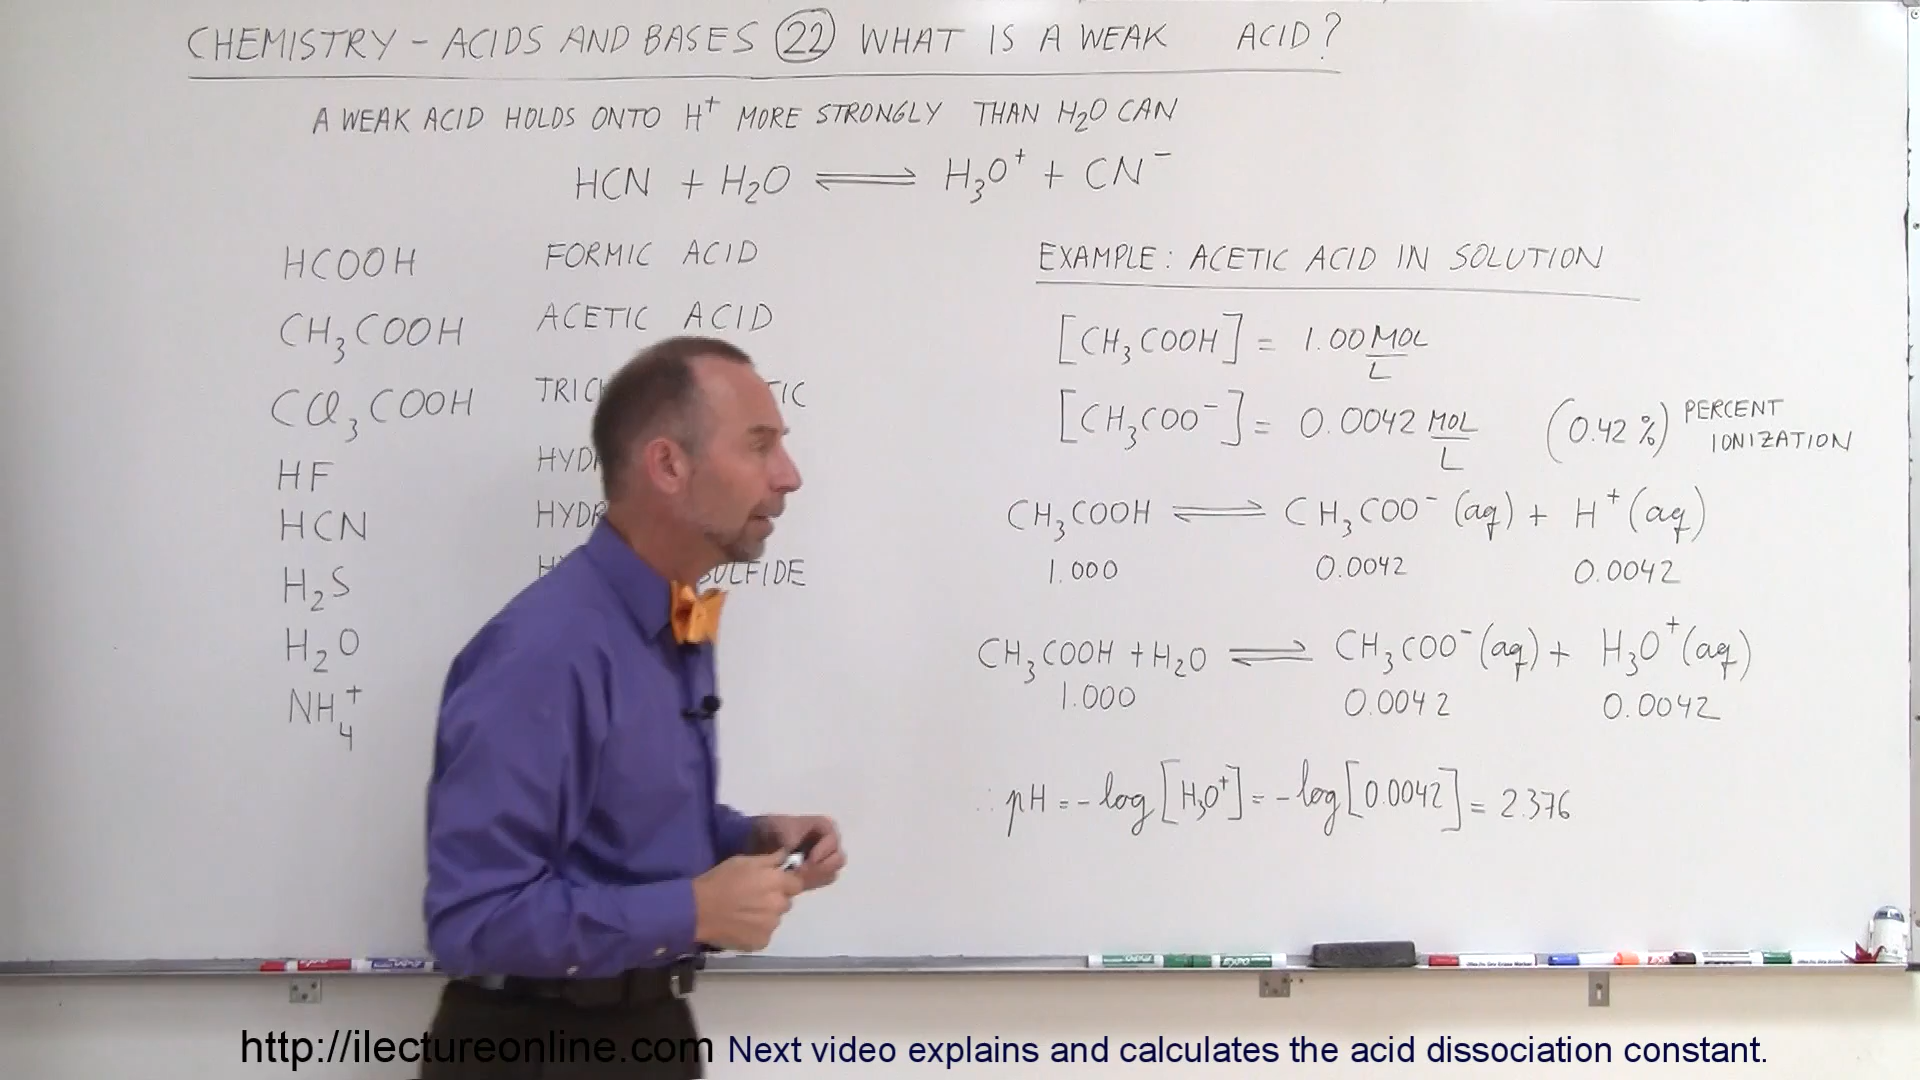 CHEMISTRY - ACIDS AND BASES (22) WHAT IS A WEAK ACID?
A WEAK ACID HOLDS ONTO H⁺ MORE STRONGLY THAN H₂O CAN
HCN + H₂O ⇌ H₃O⁺ + CN⁻
HCOOH FORMIC ACID
CH₃COOH ACETIC ACID
CCl₃COOH
HF
HCN
H₂S SULFIDE
H₂O
NH₄⁺
EXAMPLE: ACETIC ACID IN SOLUTION
[CH₃COOH] = 1.00 MOL/L
[CH₃COO⁻] = 0.0042 MOL/L (0.42 %) PERCENT IONIZATION
CH₃COOH ⇌ CH₃COO⁻ (aq) + H⁺ (aq)
1.000 0.0042 0.0042
CH₃COOH + H₂O ⇌ CH₃COO⁻ (aq) + H₃O⁺ (aq)
1.000 0.0042 0.0042
∴ pH = -log [H₃O⁺] = -log [0.0042] = 2.376
http://ilectureonline.com Next video explains and calculates the acid dissociation constant.